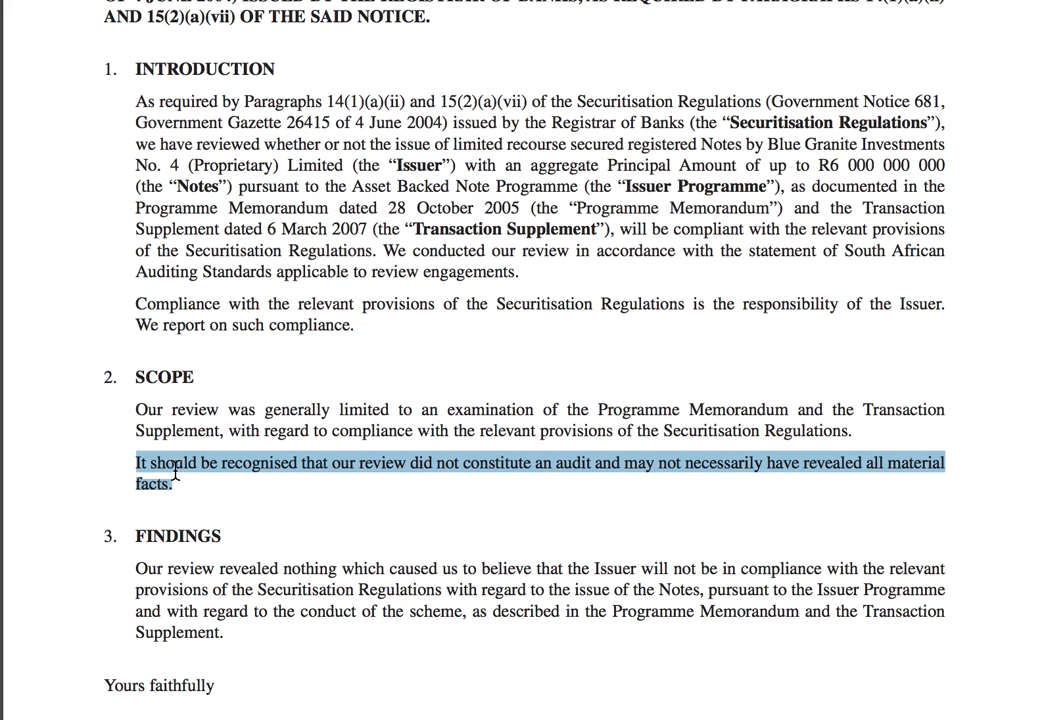 AND 15(2)(a)(vii) OF THE SAID NOTICE.
1. INTRODUCTION
As required by Paragraphs 14(1)(a)(ii) and 15(2)(a)(vii) of the Securitisation Regulations (Government Notice 681,
Government Gazette 26415 of 4 June 2004) issued by the Registrar of Banks (the “Securitisation Regulations”),
we have reviewed whether or not the issue of limited recourse secured registered Notes by Blue Granite Investments
No. 4 (Proprietary) Limited (the “Issuer”) with an aggregate Principal Amount of up to R6 000 000 000
(the “Notes”) pursuant to the Asset Backed Note Programme (the “Issuer Programme”), as documented in the
Programme Memorandum dated 28 October 2005 (the “Programme Memorandum”) and the Transaction
Supplement dated 6 March 2007 (the “Transaction Supplement”), will be compliant with the relevant provisions
of the Securitisation Regulations. We conducted our review in accordance with the statement of South African
Auditing Standards applicable to review engagements.
Compliance with the relevant provisions of the Securitisation Regulations is the responsibility of the Issuer.
We report on such compliance.
2. SCOPE
Our review was generally limited to an examination of the Programme Memorandum and the Transaction
Supplement, with regard to compliance with the relevant provisions of the Securitisation Regulations.
It should be recognised that our review did not constitute an audit and may not necessarily have revealed all material
facts.
3. FINDINGS
Our review revealed nothing which caused us to believe that the Issuer will not be in compliance with the relevant
provisions of the Securitisation Regulations with regard to the issue of the Notes, pursuant to the Issuer Programme
and with regard to the conduct of the scheme, as described in the Programme Memorandum and the Transaction
Supplement.
Yours faithfully